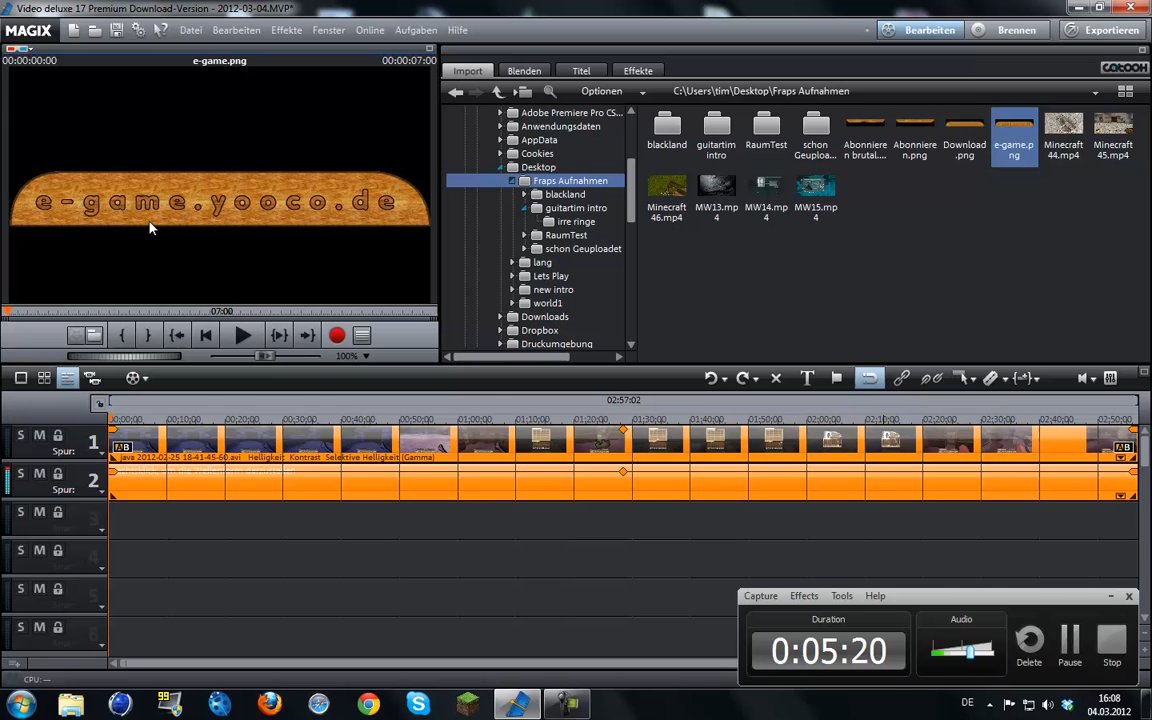 Video deluxe 17 Premium Download-Version - 2012-03-04.MVP*
MAGIX
Datei Bearbeiten Effekte Fenster Online Aufgaben Hilfe
Bearbeiten Brennen Exportieren
00:00:00:00 e-game.png 00:00:07:00
e-game.yooco.de
07:00
100%
Import Blenden Titel Effekte
CATOOH
Optionen C:\Users\tim\Desktop\Fraps Aufnahmen
Adobe Premiere Pro CS...
Anwendungsdaten
AppData
Cookies
Desktop
Fraps Aufnahmen
blackland
guitartim intro
irre ringe
RaumTest
schon Geuploadet
lang
Lets Play
new intro
world1
Downloads
Dropbox
Druckumgebung
blackland
guitartim intro
RaumTest
schon Geuploa...
Abonnieren brutal....
Abonnieren.png
Download.png
e-game.png
Minecraft 44.mp4
Minecraft 45.mp4
Minecraft 46.mp4
MW13.mp4
MW14.mp4
MW15.mp4
02:57:02
00:00:00 00:10:00 00:20:00 00:30:00 00:40:00 00:50:00 01:00:00 01:10:00 01:20:00 01:30:00 01:40:00 01:50:00 02:00:00 02:10:00 02:20:00 02:30:00 02:40:00 02:50:00
S M 1
Spur:
java 2012-02-25 18-41-45-60.avi Helligkeit Kontrast Selektive Helligkeit (Gamma)
S M 2
Spur:
S M 3
S M 4
S M 5
S M 6
CPU: —
Capture Effects Tools Help
Duration
0:05:20
Audio
Delete Pause Stop
99
DE
16:08
04.03.2012